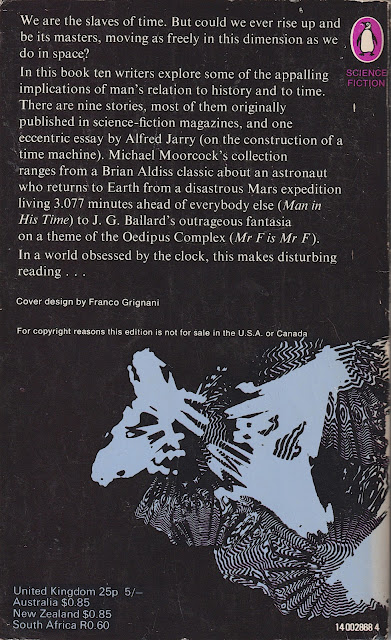 We are the slaves of time. But could we ever rise up and
be its masters, moving as freely in this dimension as we
do in space?
In this book ten writers explore some of the appalling
implications of man's relation to history and to time.
There are nine stories, most of them originally
published in science-fiction magazines, and one
eccentric essay by Alfred Jarry (on the construction of a
time machine). Michael Moorcock's collection
ranges from a Brian Aldiss classic about an astronaut
who returns to Earth from a disastrous Mars expedition
living 3.077 minutes ahead of everybody else (Man in
His Time) to J. G. Ballard's outrageous fantasia
on a theme of the Oedipus Complex (Mr F is Mr F).
In a world obsessed by the clock, this makes disturbing
reading . . .
SCIENCE
FICTION
Cover design by Franco Grignani
For copyright reasons this edition is not for sale in the U.S.A. or Canada
United Kingdom 25p 5/–
Australia $0.85
New Zealand $0.85
South Africa R0.60
14 002888 4